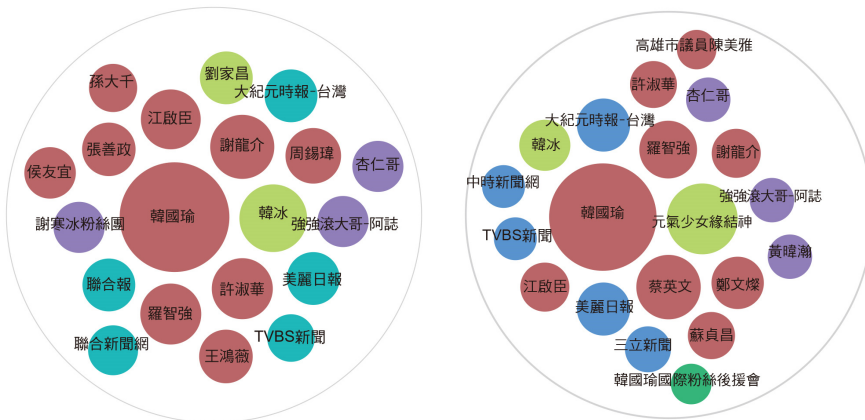 劉家昌
孫大千
大紀元時報-台灣
江啟臣
張善政
謝龍介
周錫瑋
杏仁哥
侯友宜
韓國瑜
韓冰
謝寒冰粉絲團
強強滾大哥-阿誌
聯合報
許淑華
美麗日報
羅智強
聯合新聞網
王鴻薇
TVBS新聞
高雄市議員陳美雅
許淑華
杏仁哥
大紀元時報-台灣
韓冰
羅智強
謝龍介
中時新聞網
韓國瑜
元氣少女緣結神
強強滾大哥-阿誌
TVBS新聞
黃暐瀚
江啟臣
蔡英文
鄭文燦
美麗日報
蘇貞昌
三立新聞
韓國瑜國際粉絲後援會